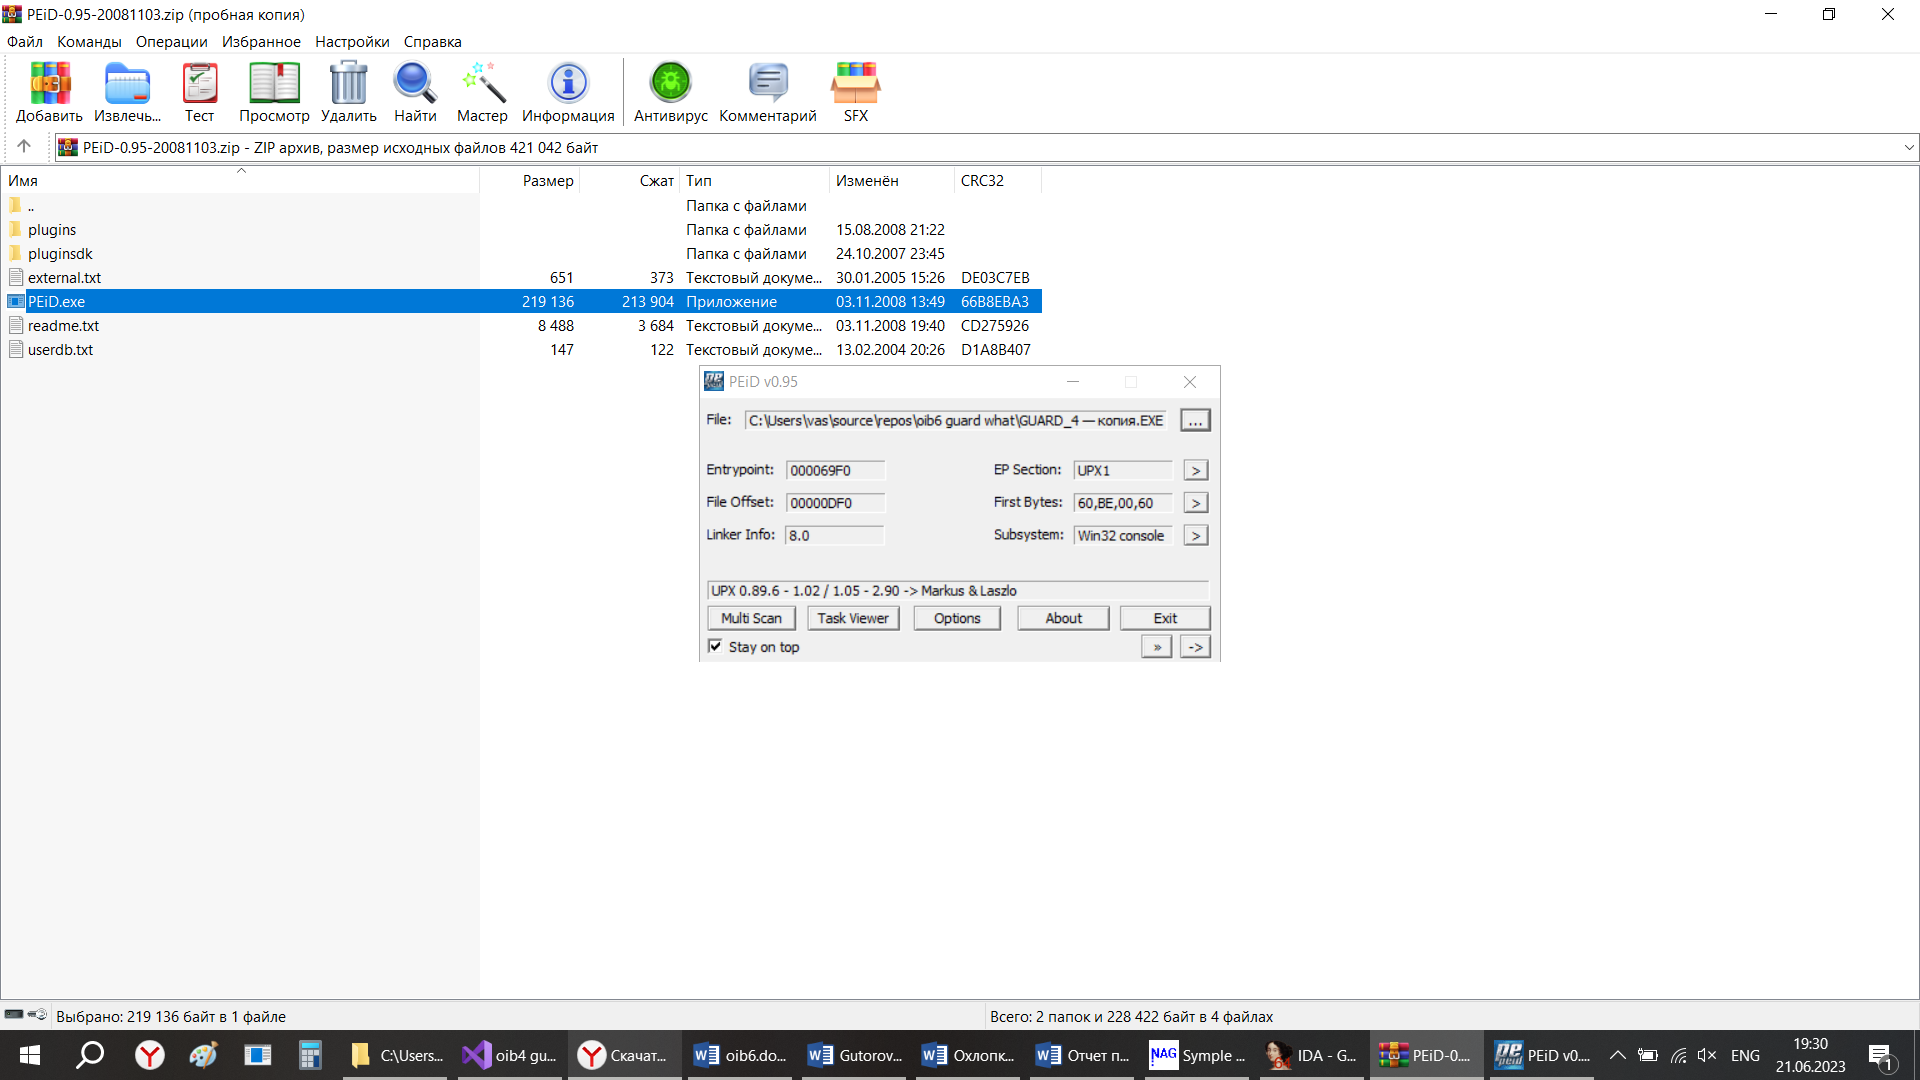 PEiD-0.95-20081103.zip (пробная копия)
Файл Команды Операции Избранное Настройки Справка
Добавить Извлечь... Тест Просмотр Удалить Найти Мастер Информация Антивирус Комментарий SFX
PEiD-0.95-20081103.zip - ZIP архив, размер исходных файлов 421 042 байт
Имя Размер Сжат Тип Изменён CRC32
.. Папка с файлами
plugins Папка с файлами 15.08.2008 21:22
pluginsdk Папка с файлами 24.10.2007 23:45
external.txt 651 373 Текстовый докуме... 30.01.2005 15:26 DE03C7EB
PEiD.exe 219 136 213 904 Приложение 03.11.2008 13:49 66B8EBA3
readme.txt 8 488 3 684 Текстовый докуме... 03.11.2008 19:40 CD275926
userdb.txt 147 122 Текстовый докуме... 13.02.2004 20:26 D1A8B407
PEiD v0.95
File: C:\Users\vas\source\repos\oib6 guard what\GUARD_4 — копия.EXE ...
Entrypoint: 000069F0 EP Section: UPX1 >
File Offset: 00000DF0 First Bytes: 60,BE,00,60 >
Linker Info: 8.0 Subsystem: Win32 console >
UPX 0.89.6 - 1.02 / 1.05 - 2.90 -> Markus & Laszlo
Multi Scan Task Viewer Options About Exit
Stay on top » ->
Выбрано: 219 136 байт в 1 файле Всего: 2 папок и 228 422 байт в 4 файлах
C:\Users... oib4 gu... Скачат... oib6.do... Gutorov... Охлопк... Отчет п... NAG Symple ... IDA - G... PEiD-0.... PEiD v0.... ENG 19:30
21.06.2023 1